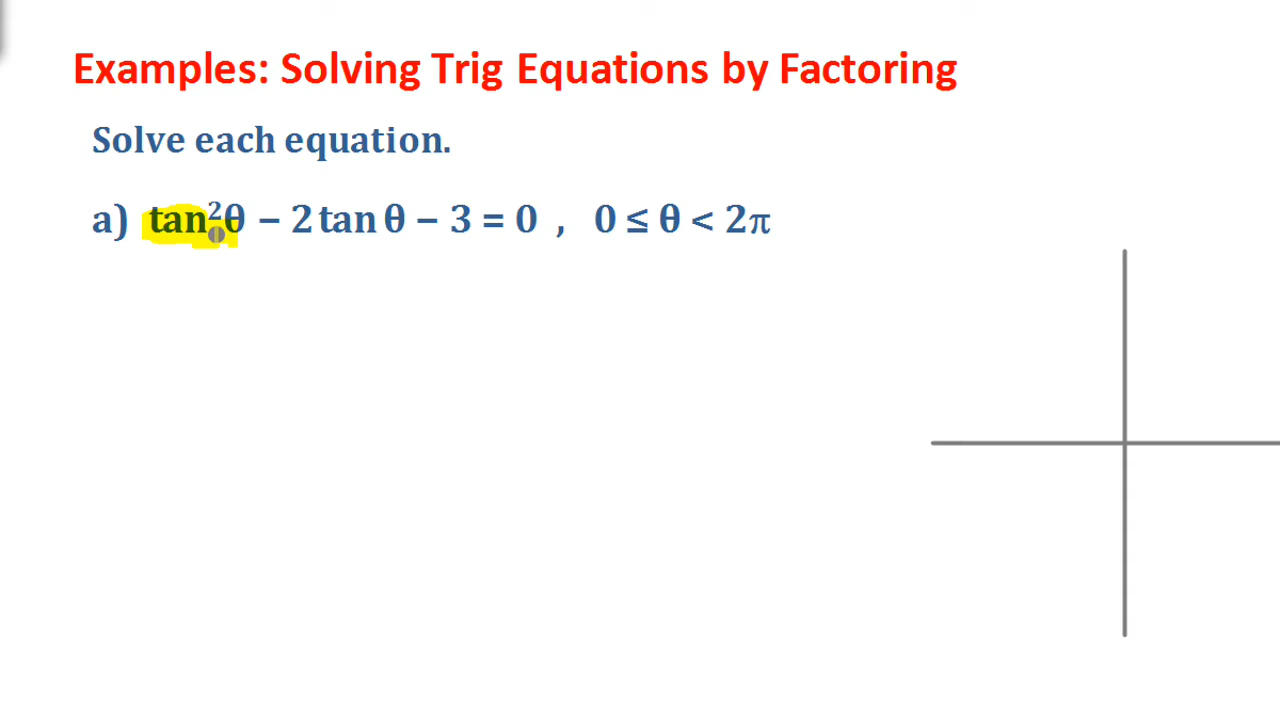 Examples: Solving Trig Equations by Factoring
Solve each equation.
a) tan²θ − 2 tan θ − 3 = 0 , 0 ≤ θ < 2π